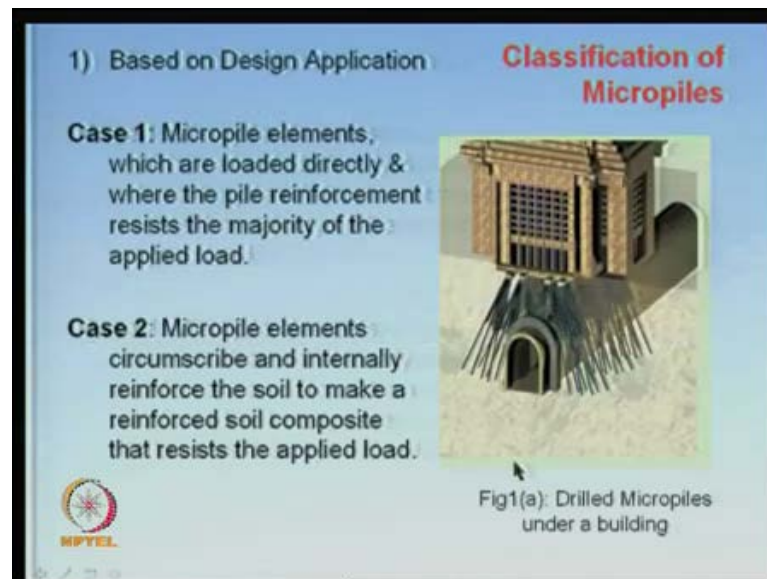 1) Based on Design Application
Classification of
Micropiles
Case 1: Micropile elements,
which are loaded directly &
where the pile reinforcement
resists the majority of the
applied load.
Case 2: Micropile elements
circumscribe and internally
reinforce the soil to make a
reinforced soil composite
that resists the applied load.
Fig1(a): Drilled Micropiles
under a building
NPTEL